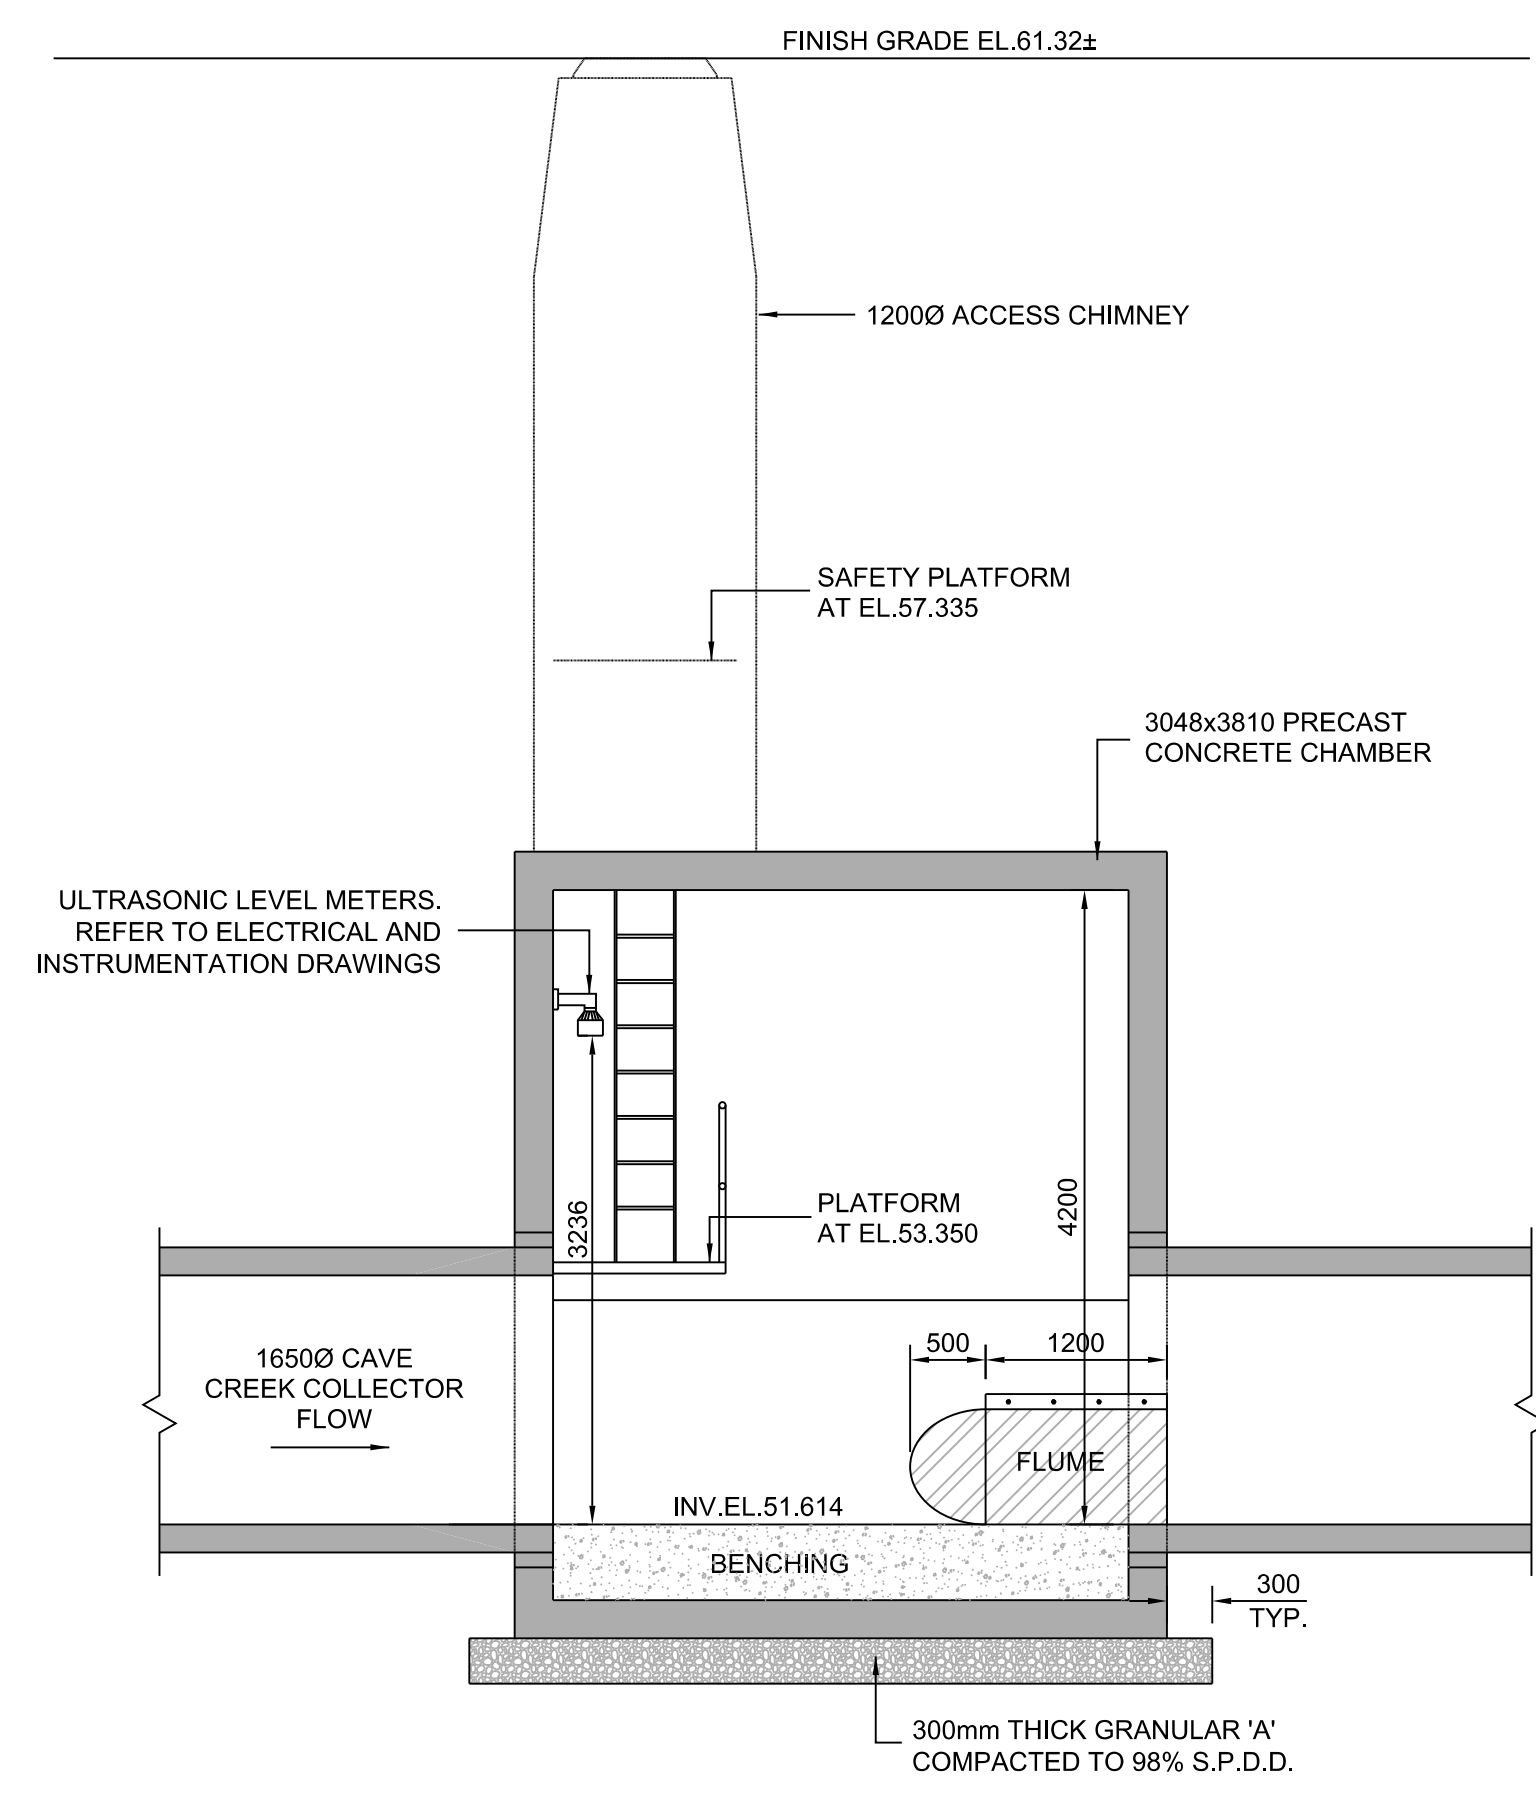 FINISH GRADE EL.61.32±
1200Ø ACCESS CHIMNEY
SAFETY PLATFORM
AT EL.57.335
3048x3810 PRECAST
CONCRETE CHAMBER
ULTRASONIC LEVEL METERS.
REFER TO ELECTRICAL AND
INSTRUMENTATION DRAWINGS
3236
4200
PLATFORM
AT EL.53.350
500
1200
1650Ø CAVE
CREEK COLLECTOR
FLOW
FLUME
INV.EL.51.614
BENCHING
300
TYP.
300mm THICK GRANULAR 'A'
COMPACTED TO 98% S.P.D.D.